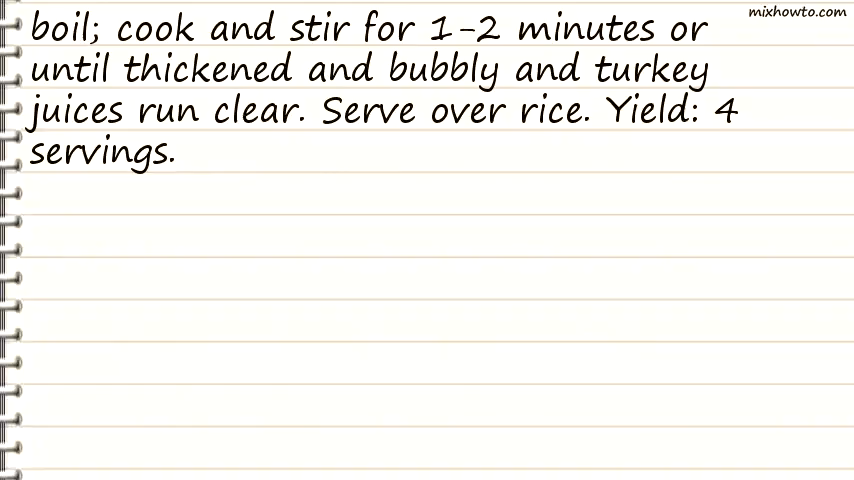 mixhowto.com
boil; cook and stir for 1-2 minutes or
until thickened and bubbly and turkey
juices run clear. Serve over rice. Yield: 4
servings.